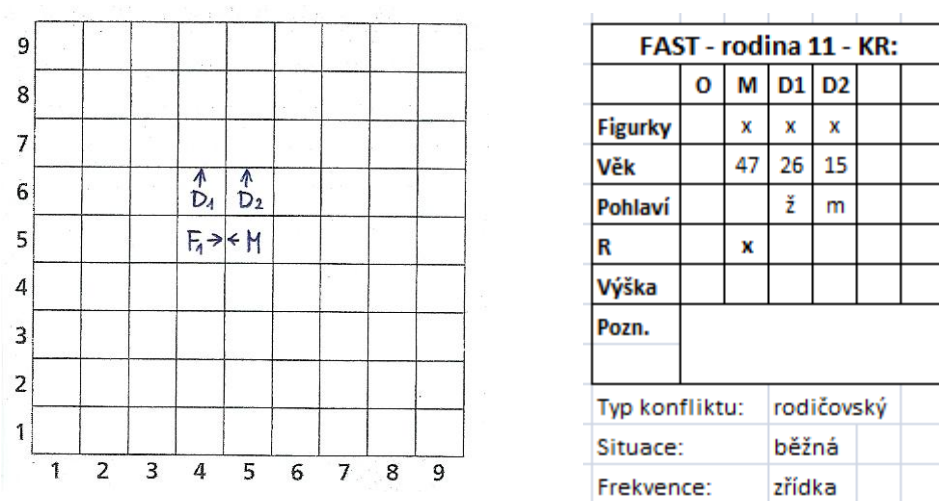 9
8
7
6 ↑ ↑
D₁ D₂
5 F₁→ ←M
4
3
2
1
1 2 3 4 5 6 7 8 9
FAST - rodina 11 - KR:
O M D1 D2
Figurky x x x
Věk 47 26 15
Pohlaví ž m
R x
Výška
Pozn.
Typ konfliktu: rodičovský
Situace: běžná
Frekvence: zřídka